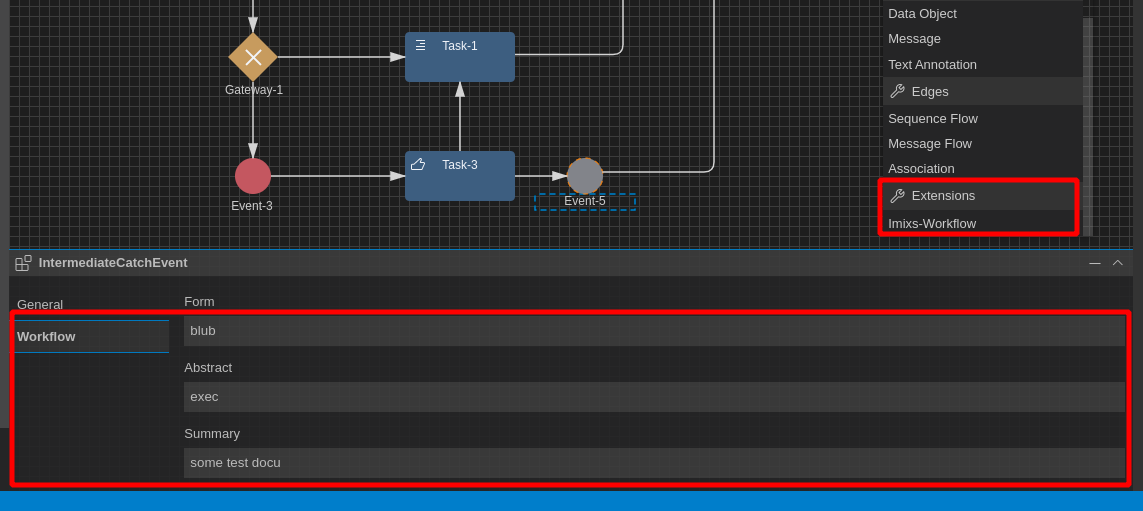 Task-1
Gateway-1
Task-3
Event-3
Event-5
Data Object
Message
Text Annotation
Edges
Sequence Flow
Message Flow
Association
Extensions
Imixs-Workflow
IntermediateCatchEvent
General
Workflow
Form
blub
Abstract
exec
Summary
some test docu